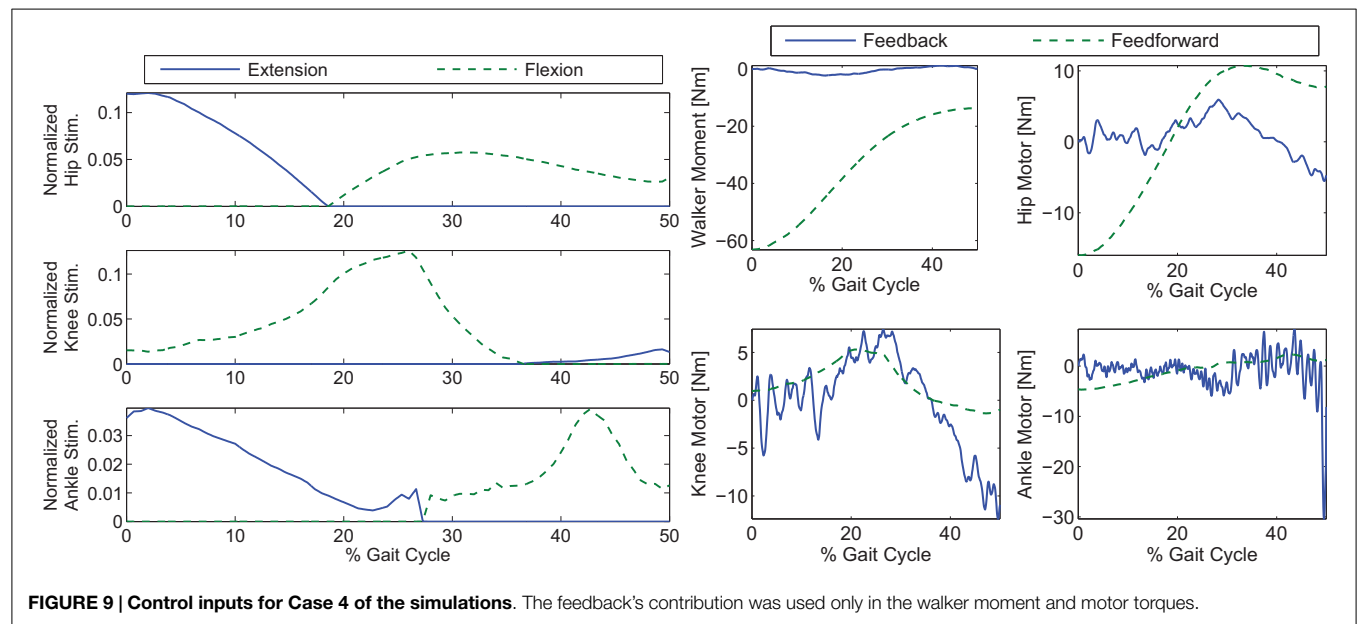 Extension
Flexion
Normalized
Hip Stim.
0.1
0.05
0
0
10
20
30
40
50
Normalized
Knee Stim.
0.1
0.05
0
0
10
20
30
40
50
Normalized
Ankle Stim.
0.03
0.02
0.01
0
0
10
20
30
40
50
% Gait Cycle
Feedback
Feedforward
Walker Moment [Nm]
0
−20
−40
−60
0
20
40
% Gait Cycle
Hip Motor [Nm]
10
0
−10
0
20
40
% Gait Cycle
Knee Motor [Nm]
5
0
−5
−10
0
20
40
% Gait Cycle
Ankle Motor [Nm]
0
−10
−20
−30
0
20
40
% Gait Cycle
FIGURE 9 | Control inputs for Case 4 of the simulations. The feedback's contribution was used only in the walker moment and motor torques.